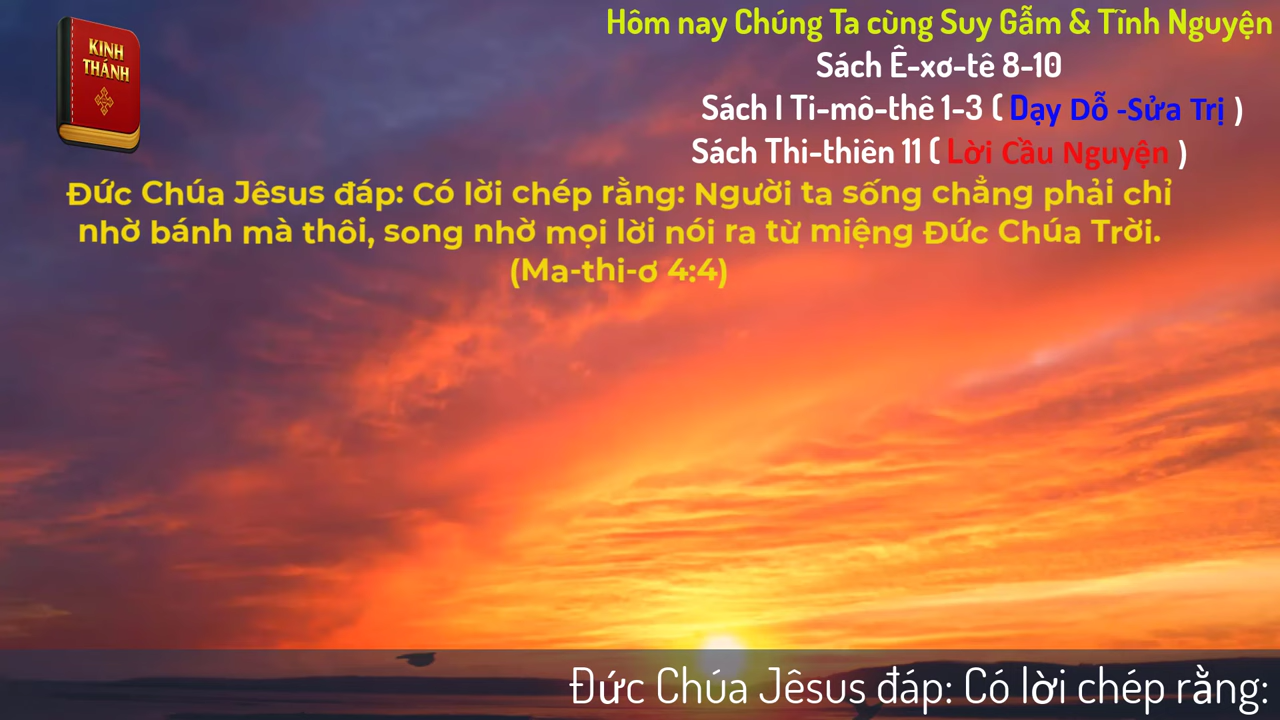 KINH
THÁNH
Hôm nay Chúng Ta cùng Suy Gẫm & Tĩnh Nguyện
Sách Ê-xơ-tê 8-10
Sách I Ti-mô-thê 1-3 ( Dạy Dỗ -Sửa Trị )
Sách Thi-thiên 11 ( Lời Cầu Nguyện )
Đức Chúa Jêsus đáp: Có lời chép rằng: Người ta sống chẳng phải chỉ
nhờ bánh mà thôi, song nhờ mọi lời nói ra từ miệng Đức Chúa Trời.
(Ma-thi-ơ 4:4)
Đức Chúa Jêsus đáp: Có lời chép rằng: